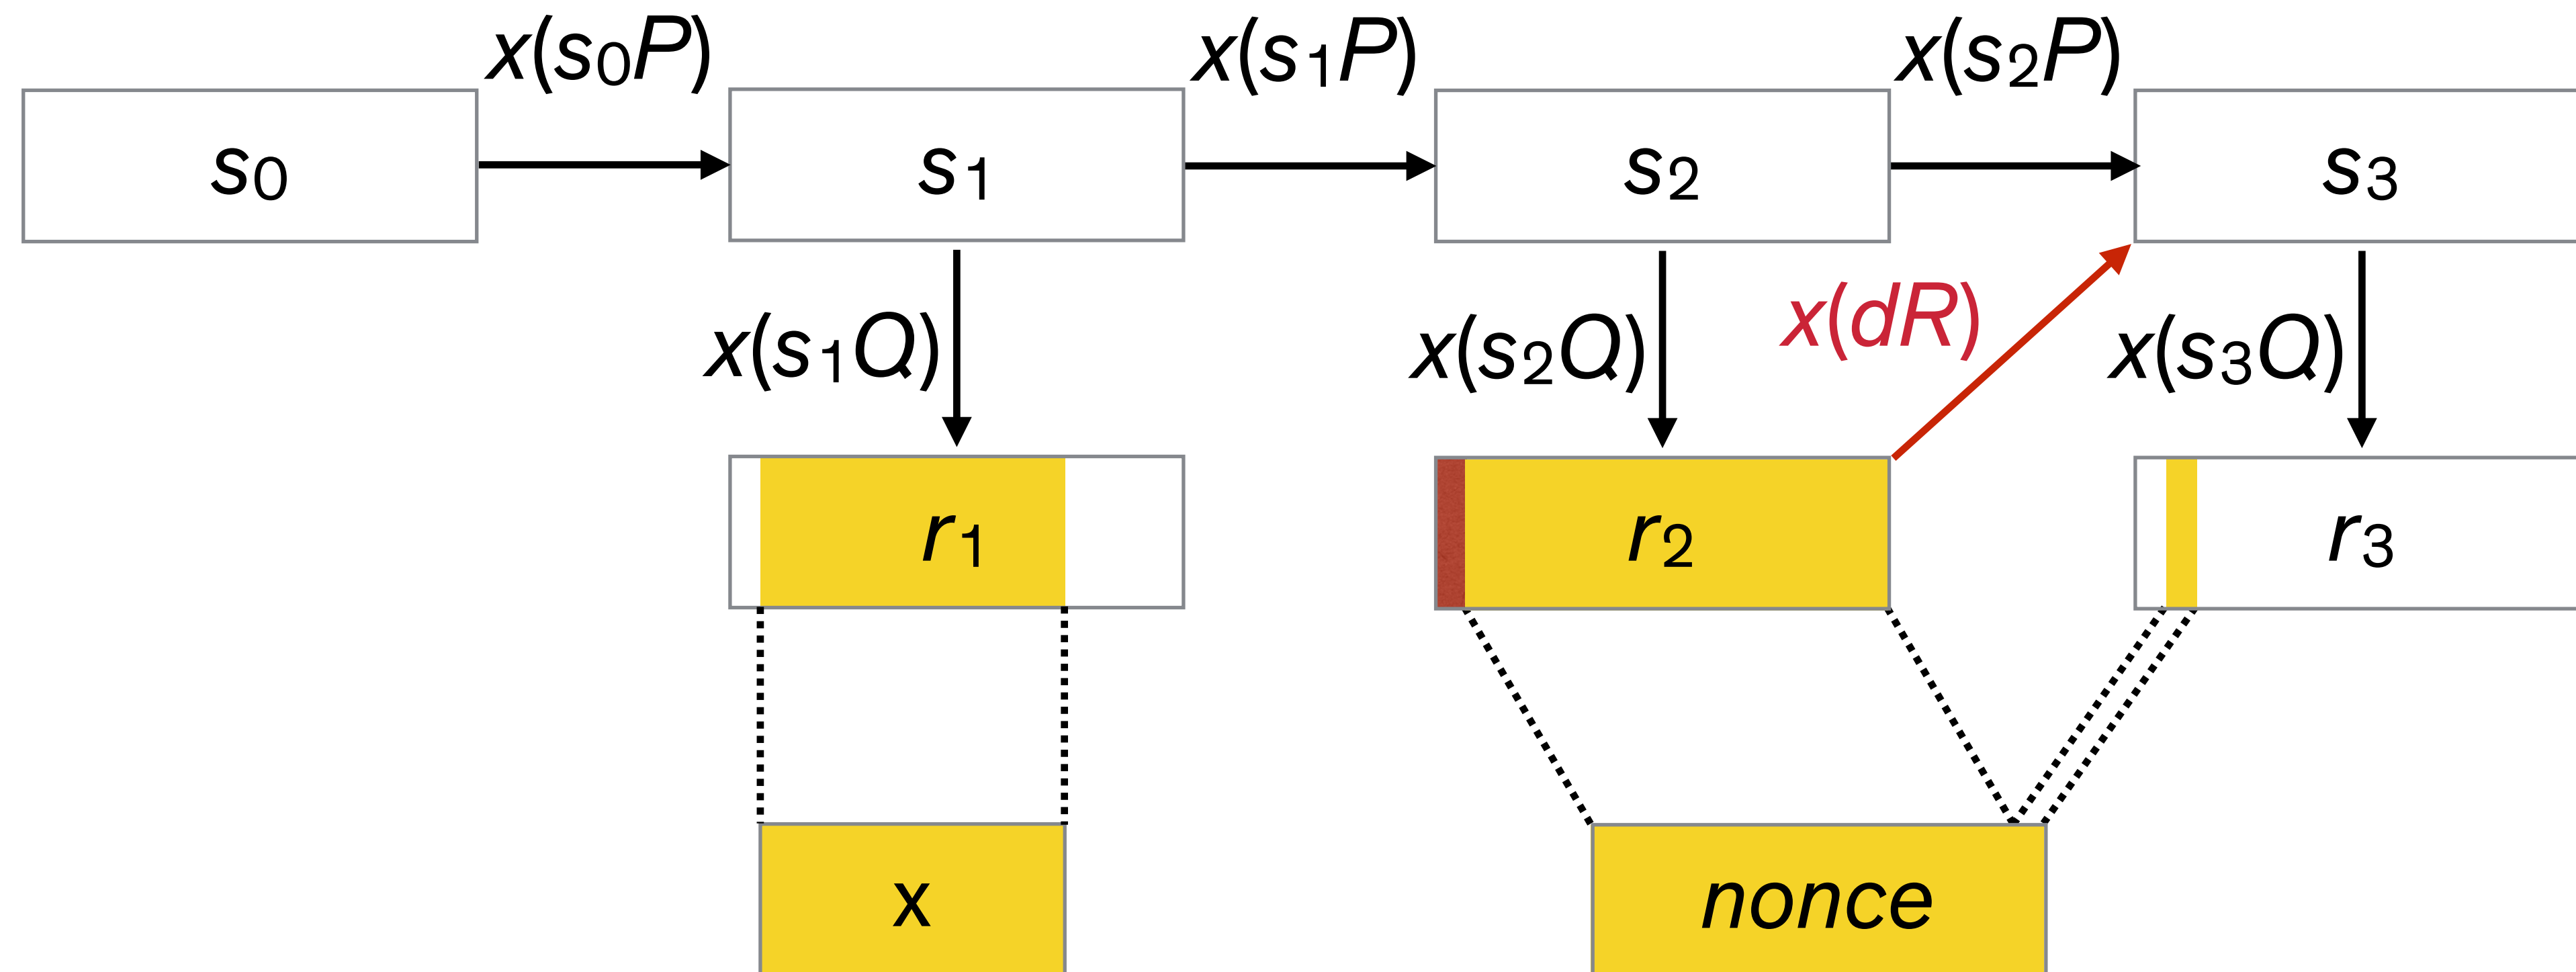 x(s₀P) x(s₁P) x(s₂P)
s₀ s₁ s₂ s₃
x(s₁Q) x(s₂Q) x(dR) x(s₃Q)
r₁ r₂ r₃
x nonce